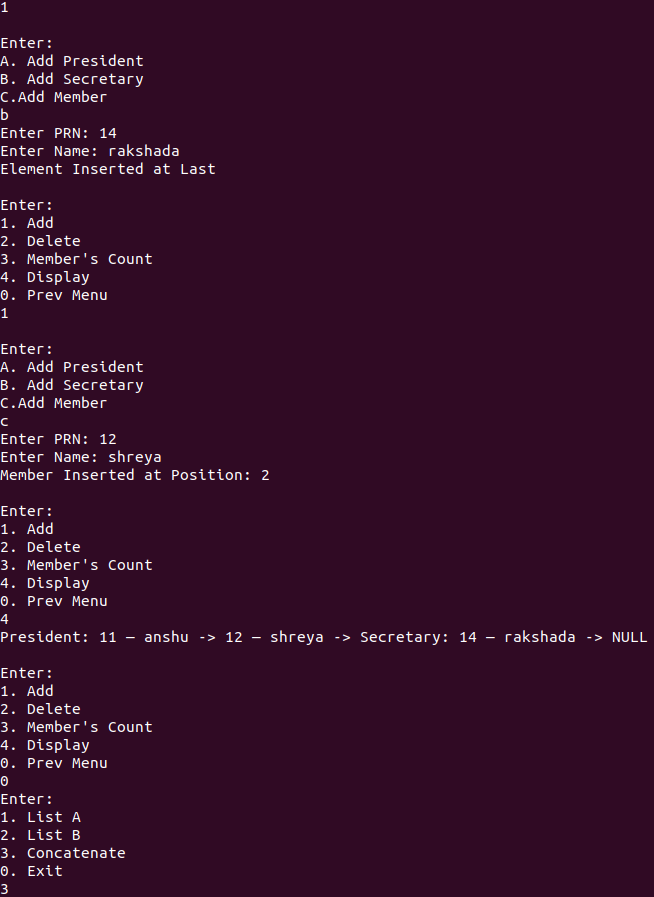 1
Enter:
A. Add President
B. Add Secretary
C.Add Member
b
Enter PRN: 14
Enter Name: rakshada
Element Inserted at Last
Enter:
1. Add
2. Delete
3. Member's Count
4. Display
0. Prev Menu
1
Enter:
A. Add President
B. Add Secretary
C.Add Member
c
Enter PRN: 12
Enter Name: shreya
Member Inserted at Position: 2
Enter:
1. Add
2. Delete
3. Member's Count
4. Display
0. Prev Menu
4
President: 11 – anshu -> 12 – shreya -> Secretary: 14 – rakshada -> NULL
Enter:
1. Add
2. Delete
3. Member's Count
4. Display
0. Prev Menu
0
Enter:
1. List A
2. List B
3. Concatenate
0. Exit
3